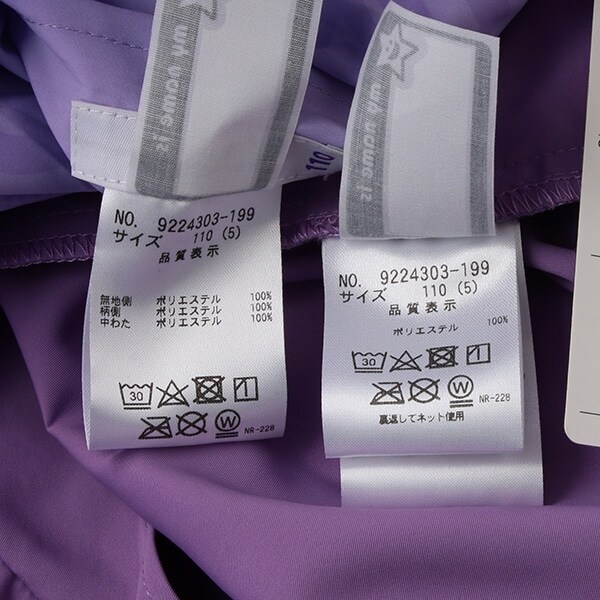 my name is
my name is
110
NO. 9224303-199
サイズ 110 (5)
品質表示
無地側 ポリエステル 100%
柄側 ポリエステル 100%
中わた ポリエステル 100%
30
W
NR-228
NO. 9224303-199
サイズ 110 (5)
品質表示
ポリエステル 100%
30
W
NR-228
裏返してネット使用